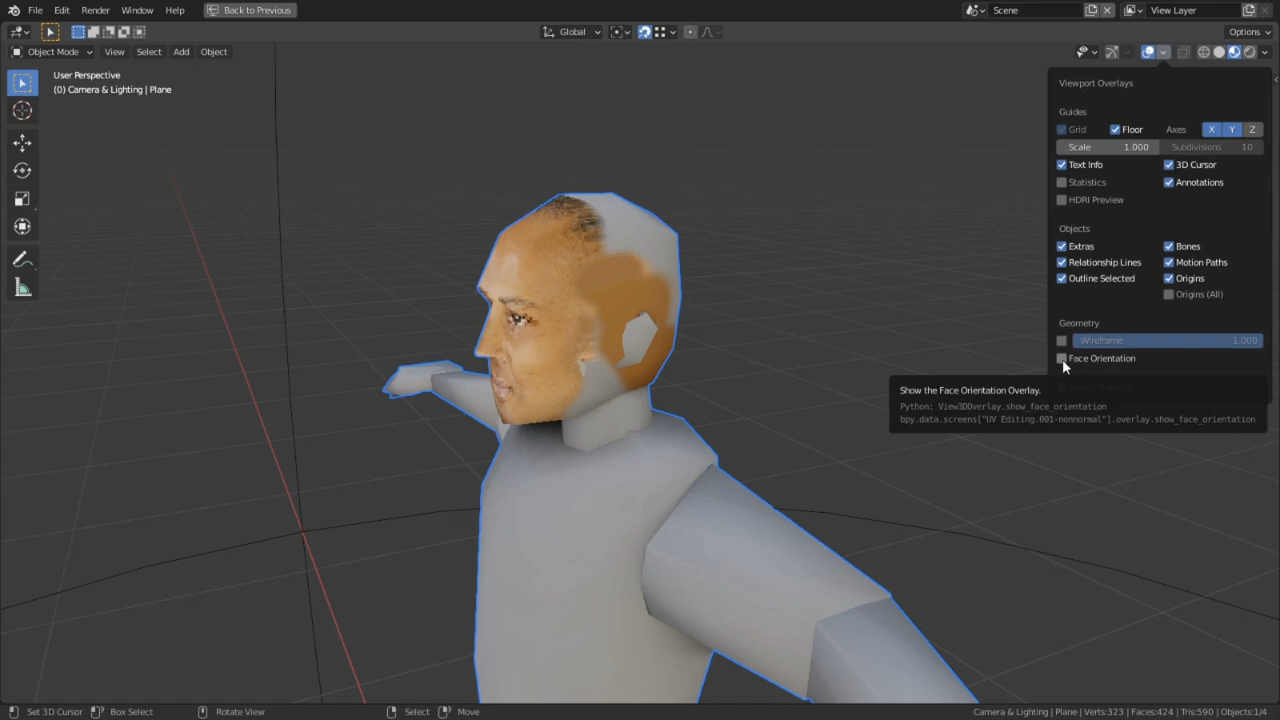 File Edit Render Window Help Back to Previous Scene View Layer
Global Options
Object Mode View Select Add Object
User Perspective
(0) Camera & Lighting | Plane
Viewport Overlays
Guides
Grid Floor Axes X Y Z
Scale 1.000 Subdivisions 10
Text Info 3D Cursor
Statistics Annotations
HDRI Preview
Objects
Extras Bones
Relationship Lines Motion Paths
Outline Selected Origins
Origins (All)
Geometry
Wireframe 1.000
Face Orientation
Show the Face Orientation Overlay.
Python: View3DOverlay.show_face_orientation
bpy.data.screens["UV Editing.001-nonnormal"].overlay.show_face_orientation
Set 3D Cursor Box Select Rotate View Select Move Camera & Lighting | Plane | Verts:323 | Faces:424 | Tris:590 | Objects:1/4